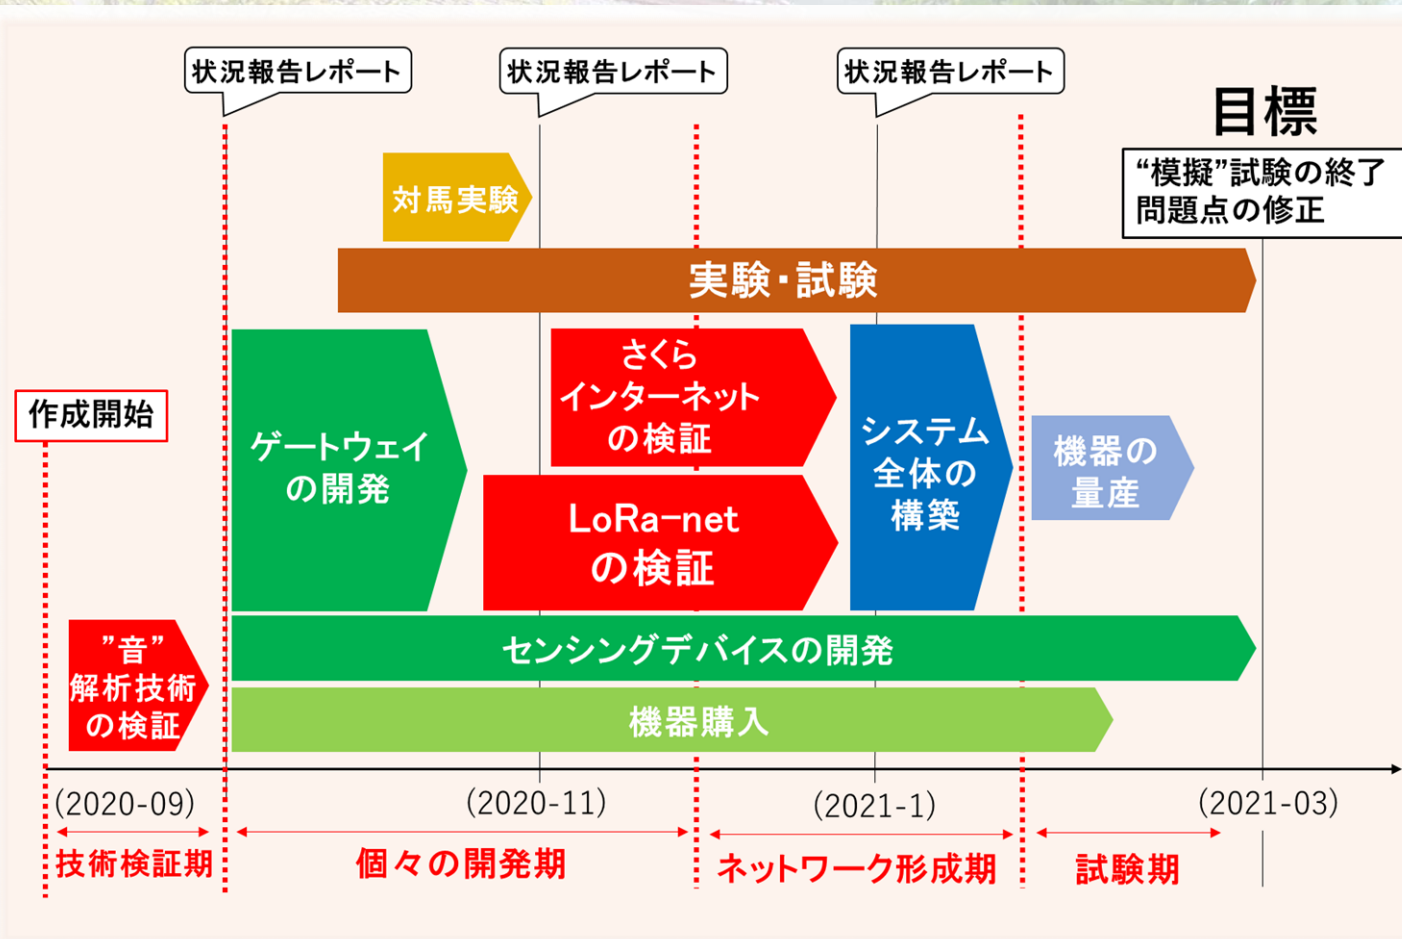 状況報告レポート
状況報告レポート
状況報告レポート
目標
“模擬”試験の終了
問題点の修正
対馬実験
実験・試験
作成開始
ゲートウェイ
の開発
さくら
インターネット
の検証
LoRa-net
の検証
システム
全体の
構築
機器の
量産
”音”
解析技術
の検証
センシングデバイスの開発
機器購入
(2020-09)
(2020-11)
(2021-1)
(2021-03)
技術検証期
個々の開発期
ネットワーク形成期
試験期